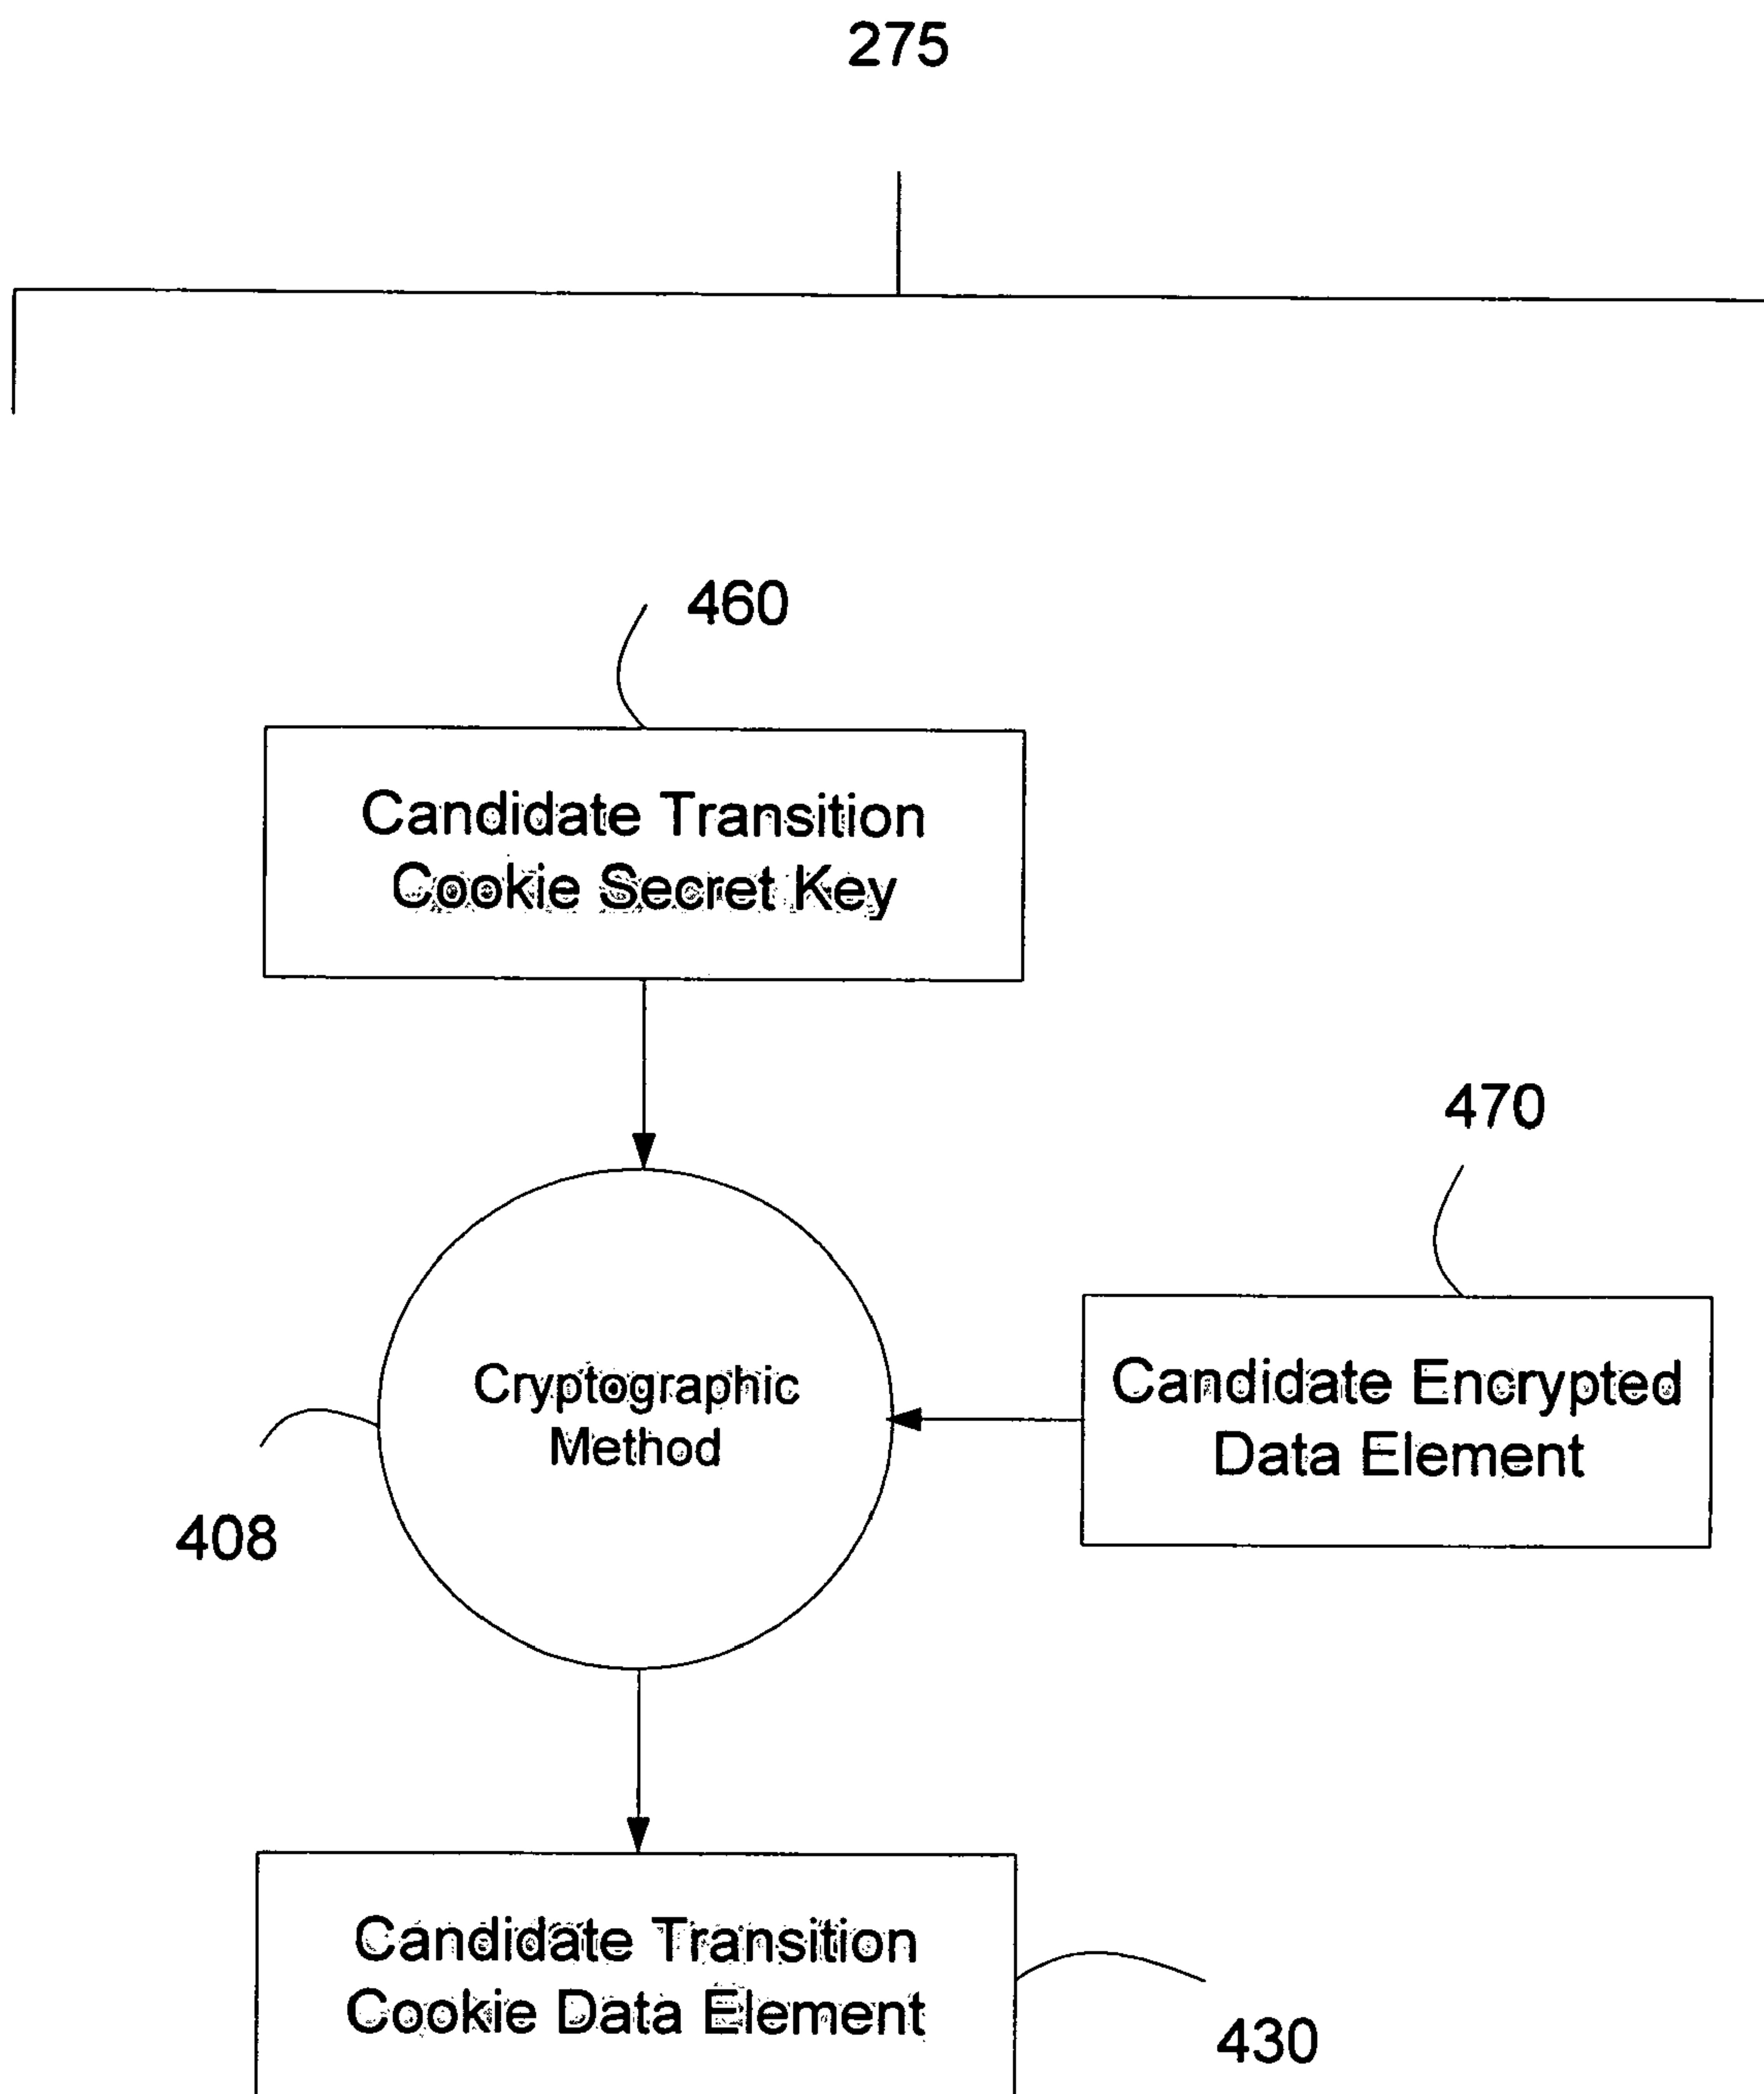 275
460
Candidate Transition
Cookie Secret Key
470
Candidate Encrypted
Data Element
Cryptographic
Method
408
Candidate Transition
Cookie Data Element
430